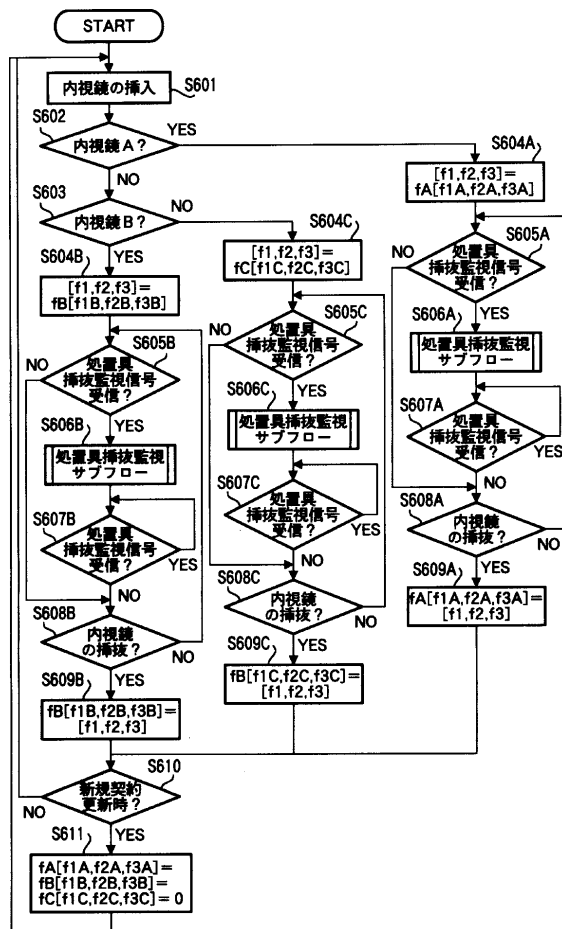 START
内視鏡の挿入
S601
S602
内視鏡A?
YES
NO
S603
内視鏡B?
NO
YES
S604A
[f1,f2,f3]=
fA[f1A,f2A,f3A]
S605A
NO
処置具
挿抜監視信号
受信?
YES
S606A
処置具挿抜監視
サブフロー
S607A
処置具
挿抜監視信号
受信?
YES
NO
S608A
内視鏡
の挿抜?
NO
YES
S609A
fA[f1A,f2A,f3A]=
[f1,f2,f3]
S604C
[f1,f2,f3]=
fC[f1C,f2C,f3C]
S605C
NO
処置具
挿抜監視信号
受信?
YES
S606C
処置具挿抜監視
サブフロー
S607C
処置具
挿抜監視信号
受信?
YES
NO
S608C
内視鏡
の挿抜?
NO
YES
S609C
fB[f1C,f2C,f3C]=
[f1,f2,f3]
S604B
[f1,f2,f3]=
fB[f1B,f2B,f3B]
S605B
NO
処置具
挿抜監視信号
受信?
YES
S606B
処置具挿抜監視
サブフロー
S607B
処置具
挿抜監視信号
受信?
YES
NO
S608B
内視鏡
の挿抜?
NO
YES
S609B
fB[f1B,f2B,f3B]=
[f1,f2,f3]
S610
新規契約
更新時?
NO
YES
S611
fA[f1A,f2A,f3A]=
fB[f1B,f2B,f3B]=
fC[f1C,f2C,f3C]=0